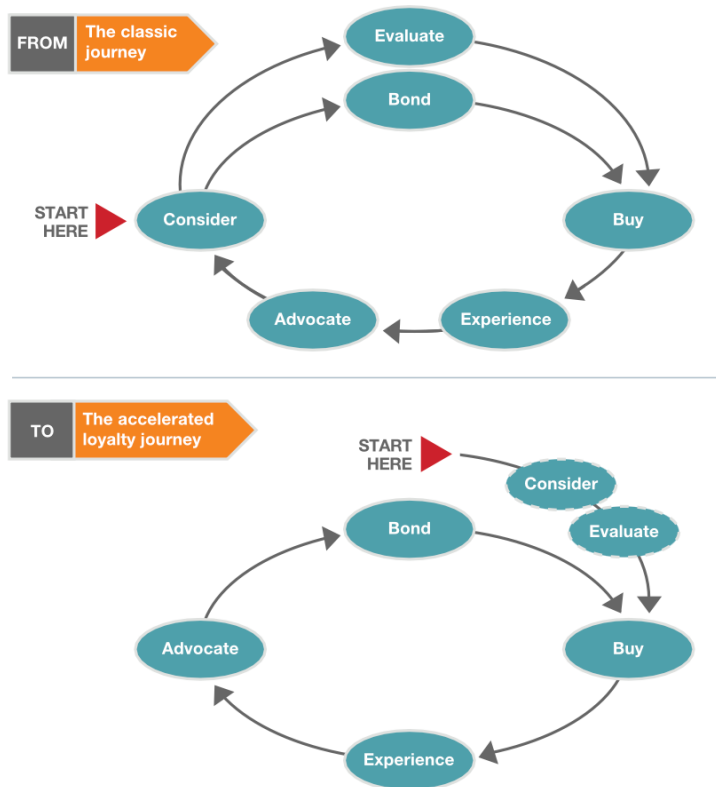 FROM
The classic
journey
Evaluate
Bond
START
HERE
Consider
Buy
Advocate
Experience
TO
The accelerated
loyalty journey
START
HERE
Consider
Evaluate
Bond
Advocate
Buy
Experience